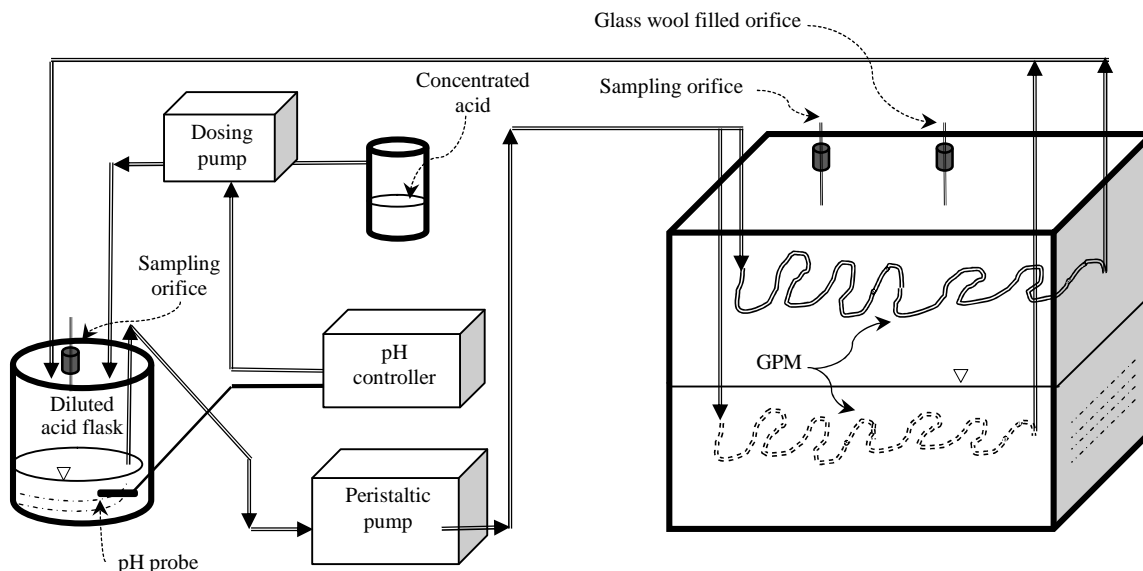 Glass wool filled orifice
Sampling orifice
Concentrated
acid
Dosing
pump
Sampling
orifice
pH
controller
GPM
Diluted
acid flask
Peristaltic
pump
pH probe